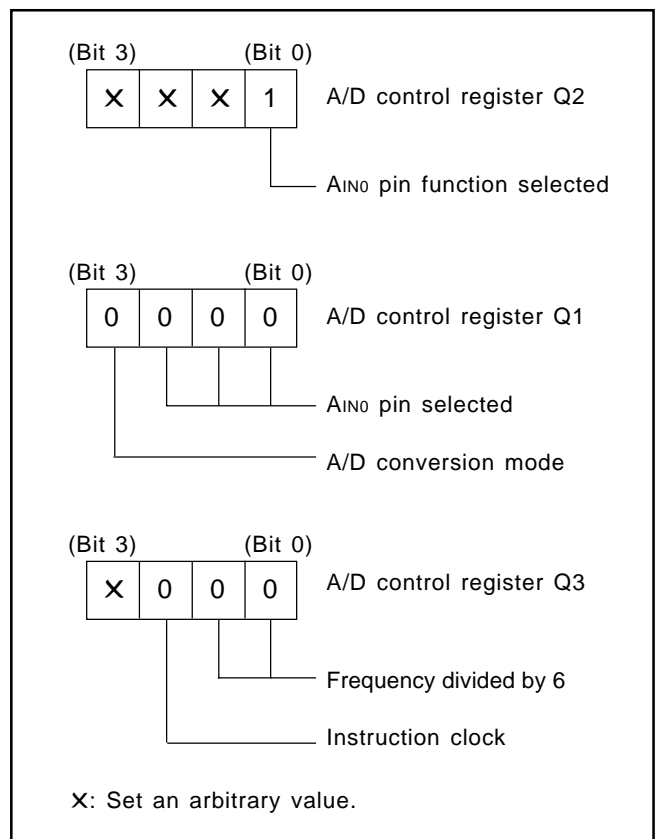 (Bit 3) (Bit 0)
✕ ✕ ✕ 1 A/D control register Q2
AIN0 pin function selected
(Bit 3) (Bit 0)
0 0 0 0 A/D control register Q1
AIN0 pin selected
A/D conversion mode
(Bit 3) (Bit 0)
✕ 0 0 0 A/D control register Q3
Frequency divided by 6
Instruction clock
✕: Set an arbitrary value.